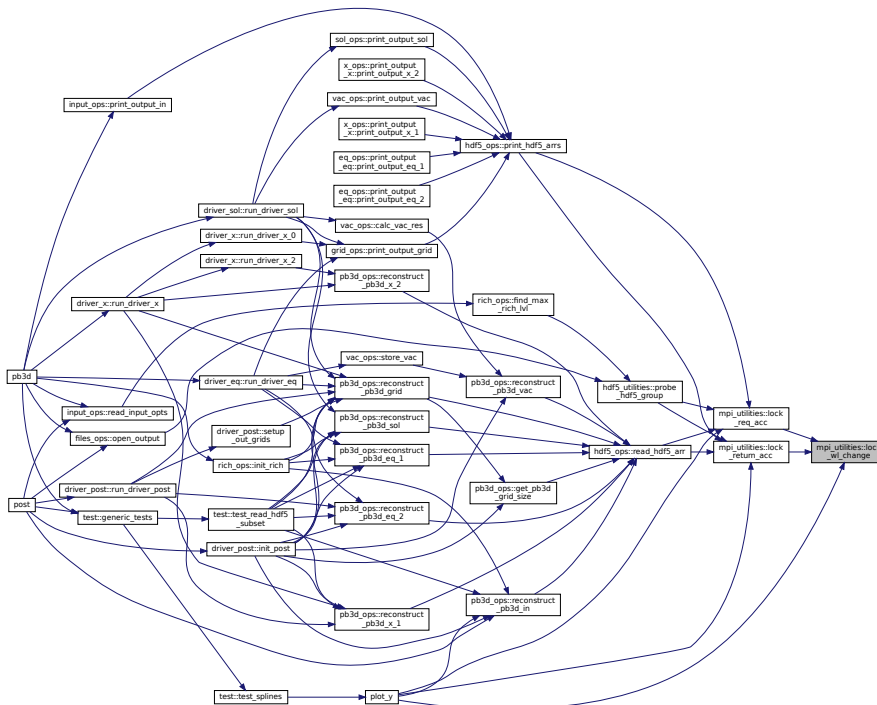 sol_ops::print_output_sol
x_ops::print_output
_x::print_output_x_2
input_ops::print_output_in
vac_ops::print_output_vac
x_ops::print_output
_x::print_output_x_1
hdf5_ops::print_hdf5_arrs
eq_ops::print_output
_eq::print_output_eq_1
eq_ops::print_output
_eq::print_output_eq_2
driver_sol::run_driver_sol
vac_ops::calc_vac_res
driver_x::run_driver_x_0
grid_ops::print_output_grid
driver_x::run_driver_x_2
pb3d_ops::reconstruct
_pb3d_x_2
driver_x::run_driver_x
rich_ops::find_max
_rich_lvl
vac_ops::store_vac
pb3d
driver_eq::run_driver_eq
pb3d_ops::reconstruct
_pb3d_grid
pb3d_ops::reconstruct
_pb3d_vac
hdf5_utilities::probe
_hdf5_group
input_ops::read_input_opts
mpi_utilities::lock
_req_acc
pb3d_ops::reconstruct
_pb3d_sol
files_ops::open_output
driver_post::setup
_out_grids
hdf5_ops::read_hdf5_arr
mpi_utilities::lock
_return_acc
mpi_utilities::lock
_wl_change
pb3d_ops::reconstruct
_pb3d_eq_1
rich_ops::init_rich
driver_post::run_driver_post
pb3d_ops::get_pb3d
_grid_size
post
test::generic_tests
test::test_read_hdf5
_subset
pb3d_ops::reconstruct
_pb3d_eq_2
driver_post::init_post
pb3d_ops::reconstruct
_pb3d_in
pb3d_ops::reconstruct
_pb3d_x_1
test::test_splines
plot_y